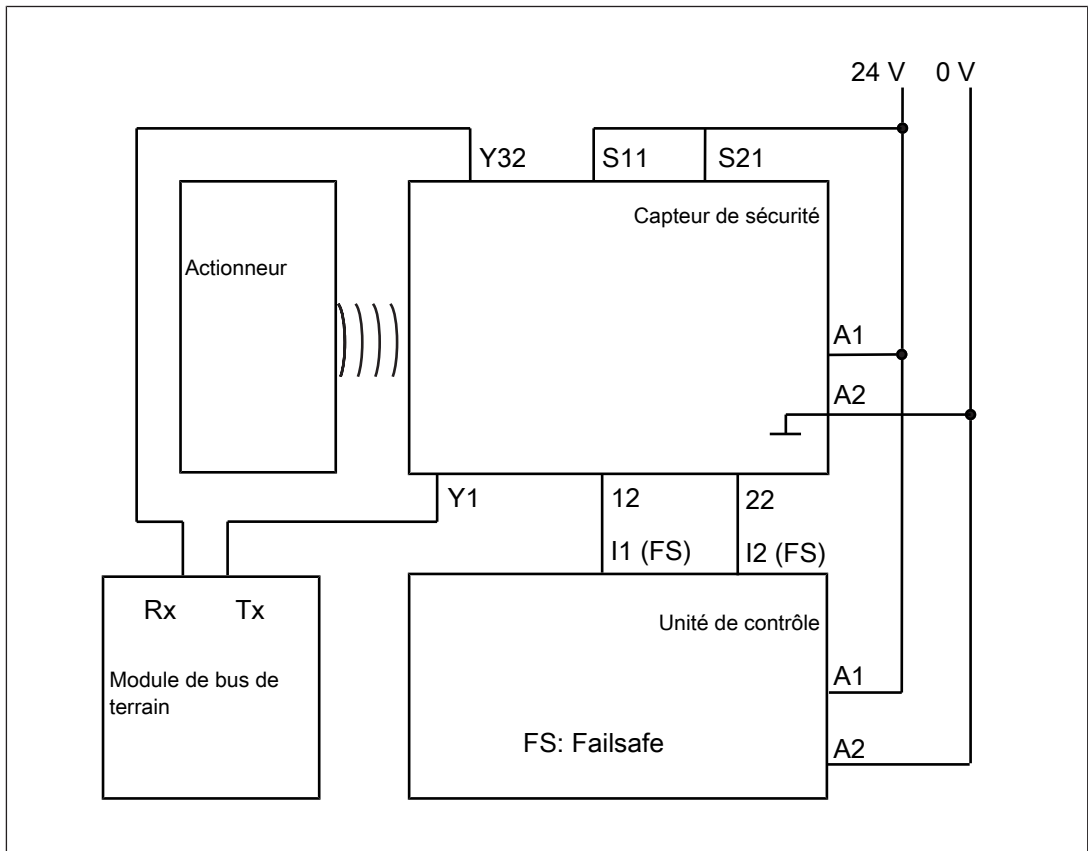 24 V
0 V
Y32
S11
S21
Capteur de sécurité
Actionneur
A1
A2
Y1
12
22
I1 (FS)
I2 (FS)
Rx
Tx
Unité de contrôle
Module de bus de
terrain
A1
FS: Failsafe
A2